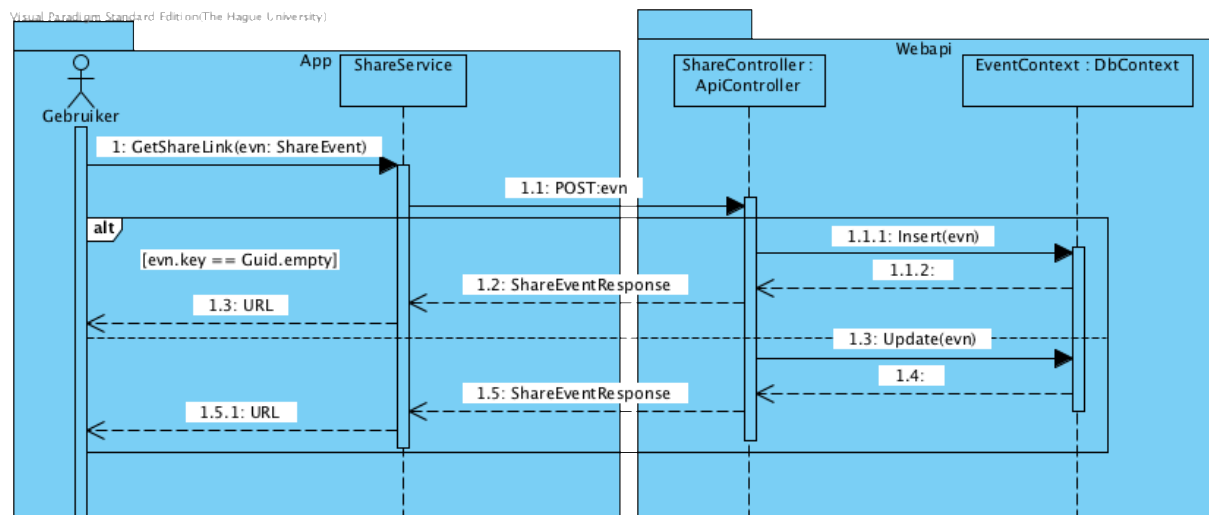 Visual Paradigm Standard Edition(The Hague University)
App
Webapi
Gebruiker
ShareService
ShareController :
ApiController
EventContext : DbContext
1: GetShareLink(evn: ShareEvent)
1.1: POST:evn
alt
[evn.key == Guid.empty]
1.1.1: Insert(evn)
1.1.2:
1.2: ShareEventResponse
1.3: URL
1.3: Update(evn)
1.4:
1.5: ShareEventResponse
1.5.1: URL